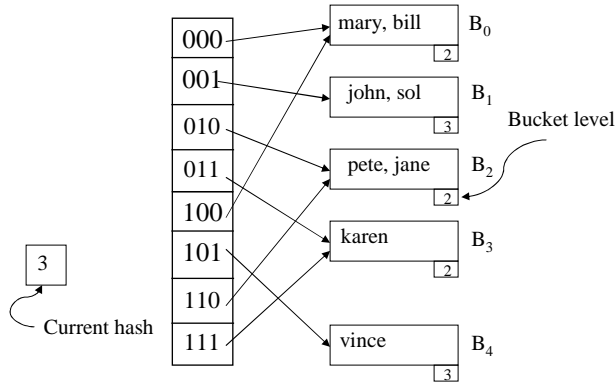 000
001
010
011
100
101
110
111
mary, bill
2
B0
john, sol
3
B1
pete, jane
2
B2
karen
2
B3
vince
3
B4
Bucket level
3
Current hash